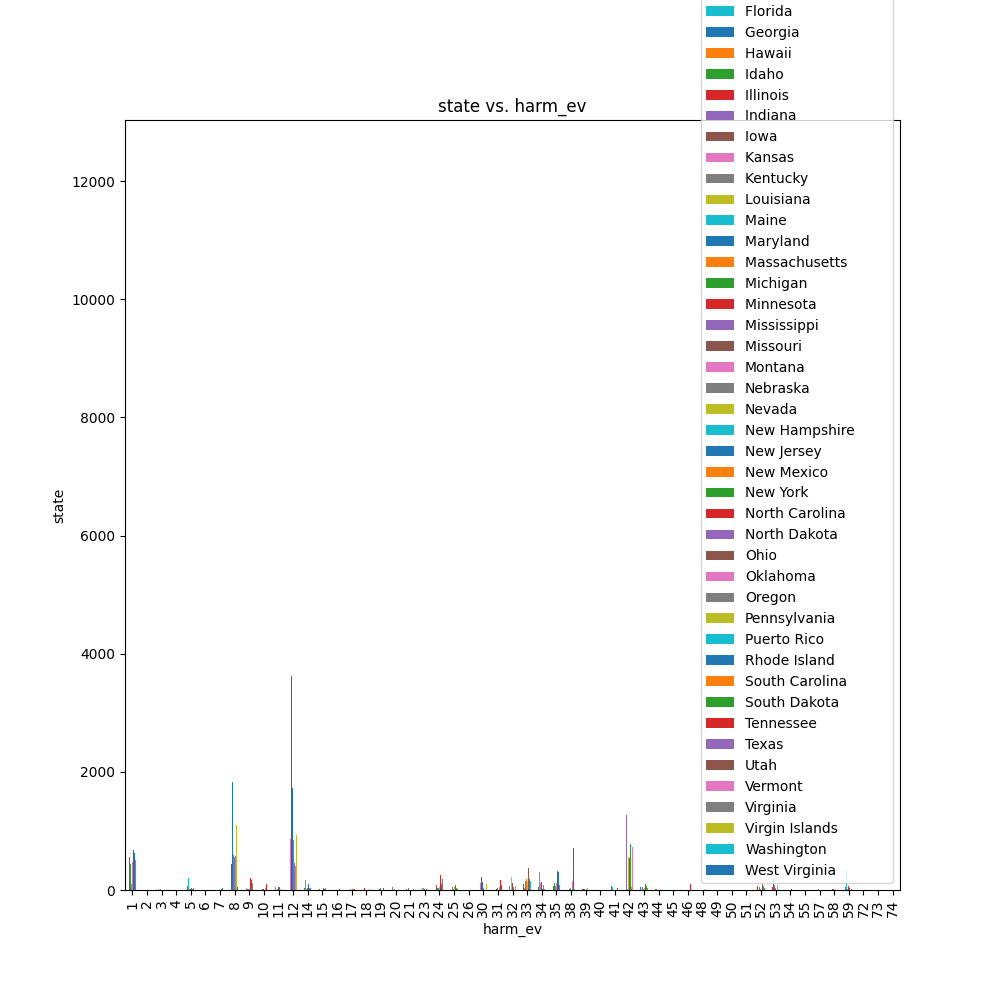 Florida
Georgia
Hawaii
Idaho
Illinois
Indiana
Iowa
Kansas
Kentucky
Louisiana
Maine
Maryland
Massachusetts
Michigan
Minnesota
Mississippi
Missouri
Montana
Nebraska
Nevada
New Hampshire
New Jersey
New Mexico
New York
North Carolina
North Dakota
Ohio
Oklahoma
Oregon
Pennsylvania
Puerto Rico
Rhode Island
South Carolina
South Dakota
Tennessee
Texas
Utah
Vermont
Virginia
Virgin Islands
Washington
West Virginia
state vs. harm_ev
12000
10000
8000
6000
4000
2000
0
state
1 2 3 4 5 6 7 8 9 10 11 12 14 15 16 17 18 19 20 21 23 24 25 26 30 31 32 33 34 35 38 39 40 41 42 43 44 45 46 48 49 50 51 52 53 54 55 57 58 59 72 73 74
harm_ev